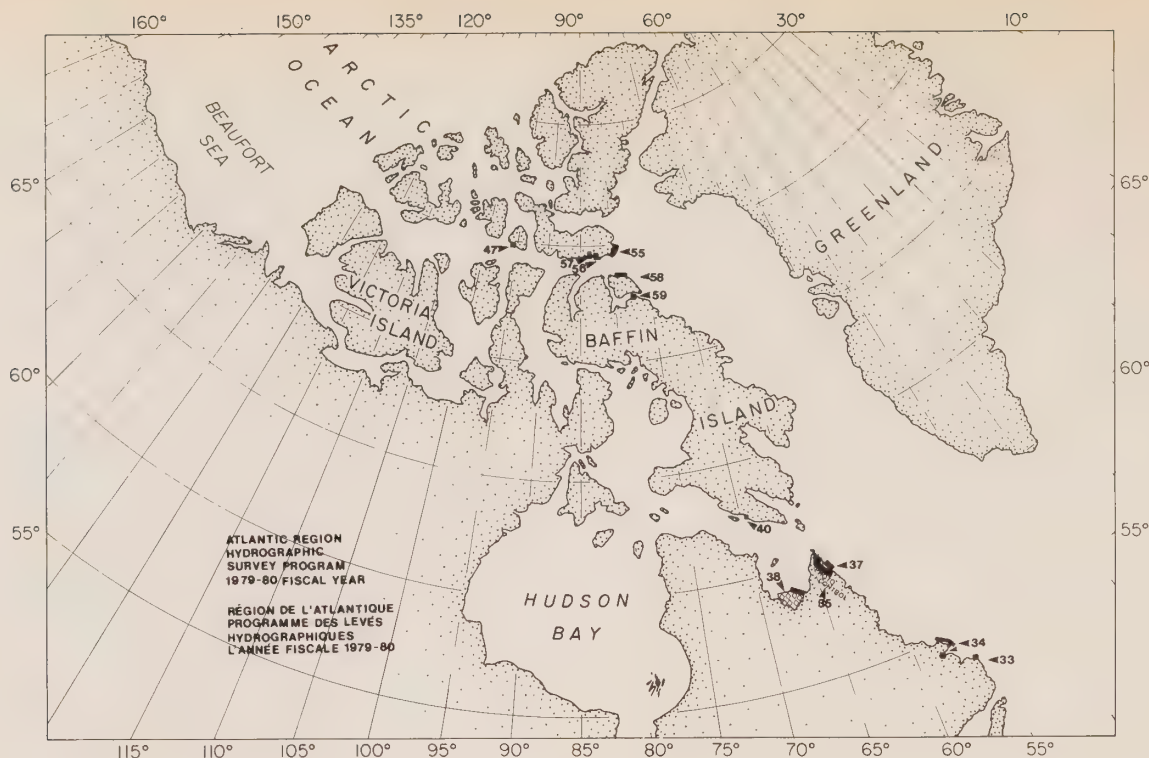 160° 150° 135° 120° 90° 60° 30° 10°
ARCTIC
OCEAN
BEAUFORT
SEA
GREENLAND
65°
65°
47
55
57
56
58
59
VICTORIA
ISLAND
BAFFIN
ISLAND
60°
60°
55°
55°
40
37
38
85
34
33
ATLANTIC REGION
HYDROGRAPHIC
SURVEY PROGRAM
1979-80 FISCAL YEAR
RÉGION DE L'ATLANTIQUE
PROGRAMME DES LEVÉS
HYDROGRAPHIQUES
L'ANNÉE FISCALE 1979-80
HUDSON
BAY
115° 110° 105° 100° 95° 90° 85° 80° 75° 70° 65° 60° 55°